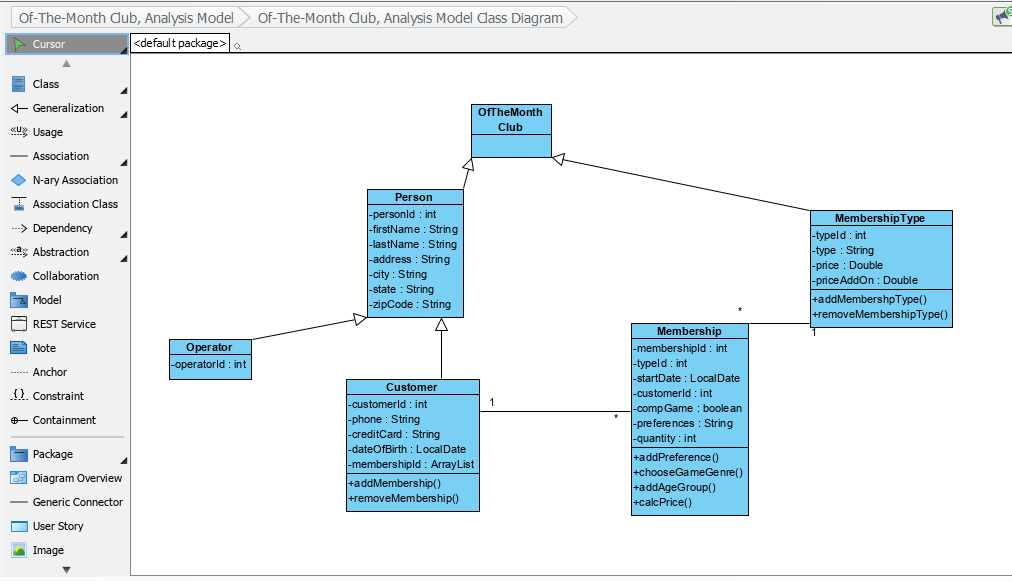 Of-The-Month Club, Analysis Model
Of-The-Month Club, Analysis Model Class Diagram
Cursor
<default package>
Class
Generalization
«U»
Usage
Association
N-ary Association
Association Class
Dependency
«a»
Abstraction
Collaboration
Model
REST Service
Note
Anchor
{.}
Constraint
Containment
Package
Diagram Overview
Generic Connector
User Story
Image
OfTheMonth
Club
Person
-personId : int
-firstName : String
-lastName : String
-address : String
-city : String
-state : String
-zipCode : String
MembershipType
-typeId : int
-type : String
-price : Double
-priceAddOn : Double
+addMembershpType()
+removeMembershipType()
Operator
-operatorId : int
Customer
-customerId : int
-phone : String
-creditCard : String
-dateOfBirth : LocalDate
-membershipId : ArrayList
+addMembership()
+removeMembership()
1
*
*
1
Membership
-membershipId : int
-typeId : int
-startDate : LocalDate
-customerId : int
-compGame : boolean
-preferences : String
-quantity : int
+addPreference()
+chooseGameGenre()
+addAgeGroup()
+calcPrice()